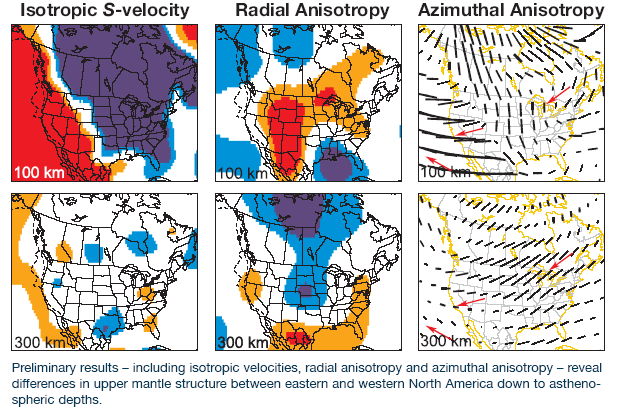 Isotropic S-velocity
Radial Anisotropy
Azimuthal Anisotropy
100 km
100 km
100 km
300 km
300 km
300 km
Preliminary results – including isotropic velocities, radial anisotropy and azimuthal anisotropy – reveal
differences in upper mantle structure between eastern and western North America down to astheno-
spheric depths.